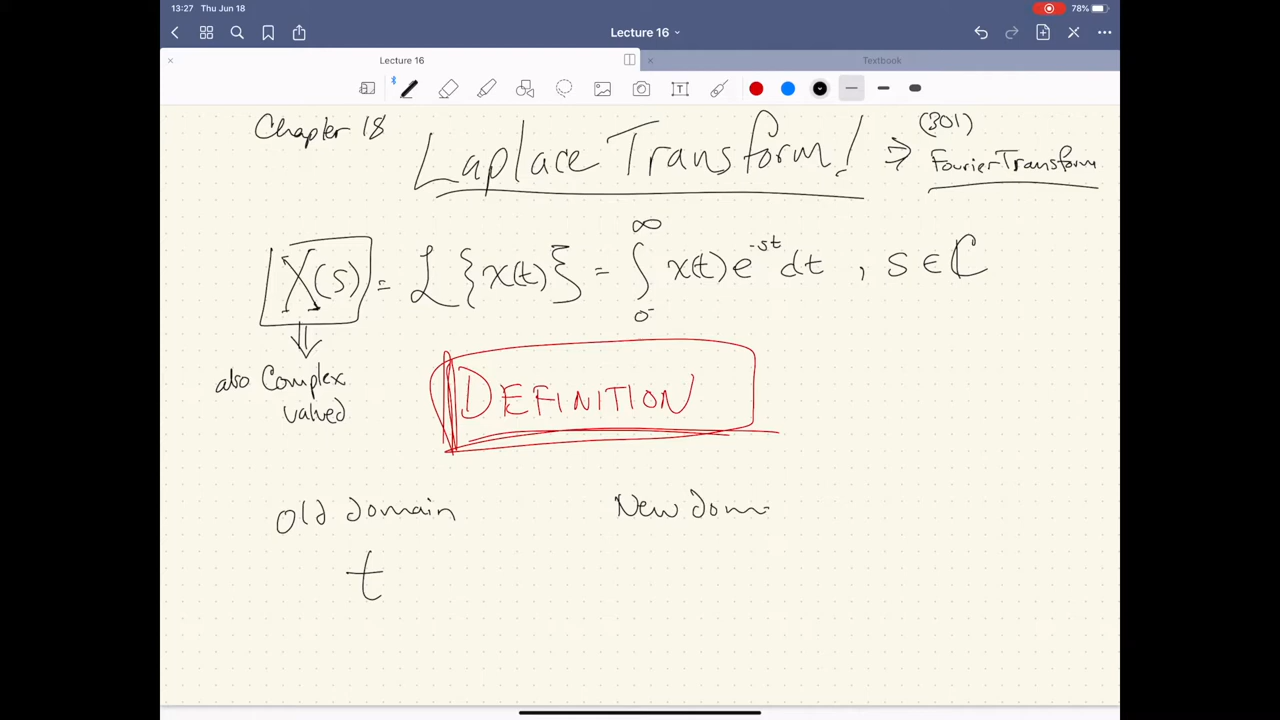 13:27 Thu Jun 18
78%
Lecture 16
Lecture 16
Textbook
T
Chapter 18
Laplace Transform! ⇒ (301)
Fourier Transform
X(s) = ℒ{x(t)} = ∫₀₋^∞ x(t)e^{-st}dt , s ∈ ℂ
also Complex
valued
DEFINITION
Old domain
New dom
t